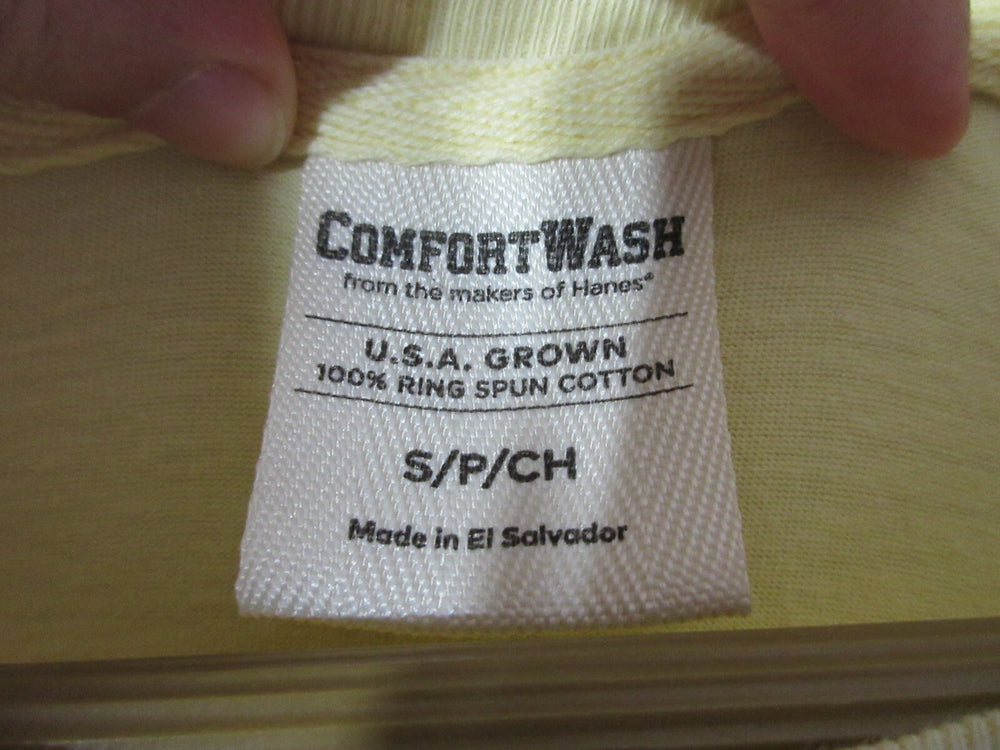 COMFORTWASH
from the makers of Hanes®
U.S.A. GROWN
100% RING SPUN COTTON
S/P/CH
Made in El Salvador